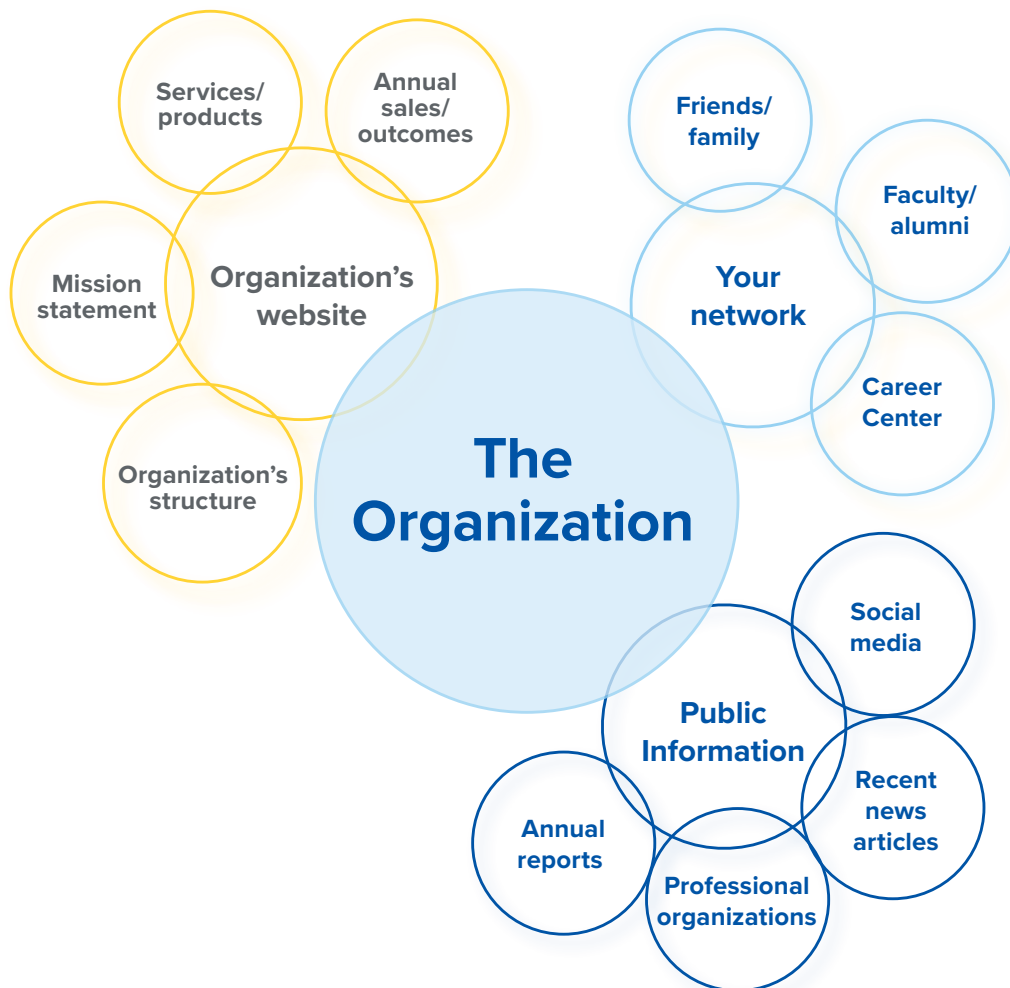 Services/
products
Annual
sales/
outcomes
Mission
statement
Organization’s
website
Organization’s
structure
Friends/
family
Faculty/
alumni
Your
network
Career
Center
The
Organization
Social
media
Public
Information
Recent
news
articles
Annual
reports
Professional
organizations